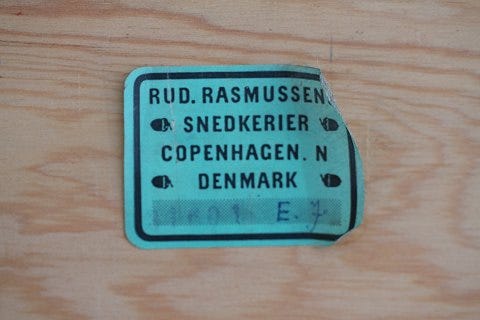 RUD. RASMUSSEN
SNEDKERIER
COPENHAGEN. N
DENMARK
E. 7